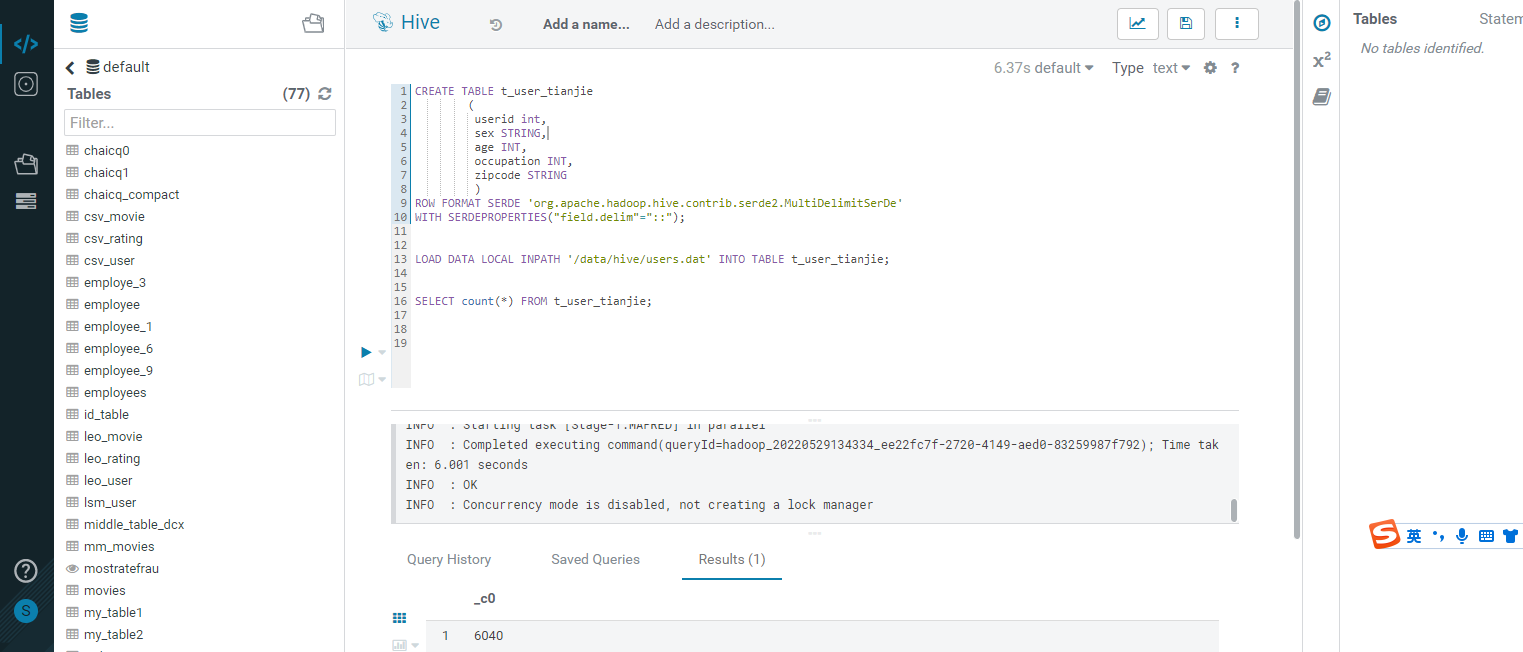 Hive
Add a name...
Add a description...
default
Tables
(77)
Filter...
chaicq0
chaicq1
chaicq_compact
csv_movie
csv_rating
csv_user
employe_3
employee
employee_1
employee_6
employee_9
employees
id_table
leo_movie
leo_rating
leo_user
lsm_user
middle_table_dcx
mm_movies
mostratefrau
movies
my_table1
my_table2
S
6.37s default
Type text
?
1 CREATE TABLE t_user_tianjie
2 (
3 userid int,
4 sex STRING,
5 age INT,
6 occupation INT,
7 zipcode STRING
8 )
9 ROW FORMAT SERDE 'org.apache.hadoop.hive.contrib.serde2.MultiDelimitSerDe'
10 WITH SERDEPROPERTIES("field.delim"="::");
11
12
13 LOAD DATA LOCAL INPATH '/data/hive/users.dat' INTO TABLE t_user_tianjie;
14
15
16 SELECT count(*) FROM t_user_tianjie;
17
18
19
INFO : Starting task [Stage-1:MAPRED] in parallel
INFO : Completed executing command(queryId=hadoop_20220529134334_ee22fc7f-2720-4149-aed0-83259987f792); Time tak
en: 6.001 seconds
INFO : OK
INFO : Concurrency mode is disabled, not creating a lock manager
Query History
Saved Queries
Results (1)
_c0
1 6040
x²
Tables
Statem
No tables identified.
S 英